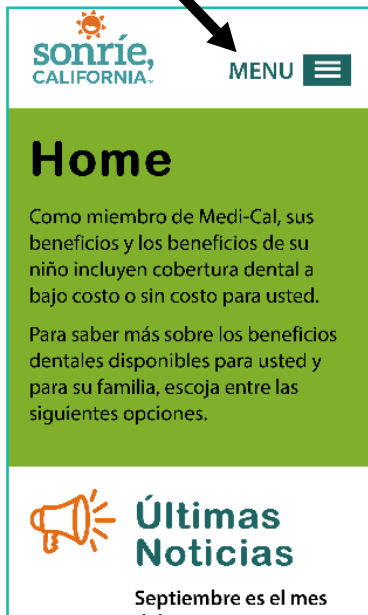 sonríe,
CALIFORNIA
MENU
Home
Como miembro de Medi-Cal, sus
beneficios y los beneficios de su
niño incluyen cobertura dental a
bajo costo o sin costo para usted.
Para saber más sobre los beneficios
dentales disponibles para usted y
para su familia, escoja entre las
siguientes opciones.
Últimas
Noticias
Septiembre es el mes